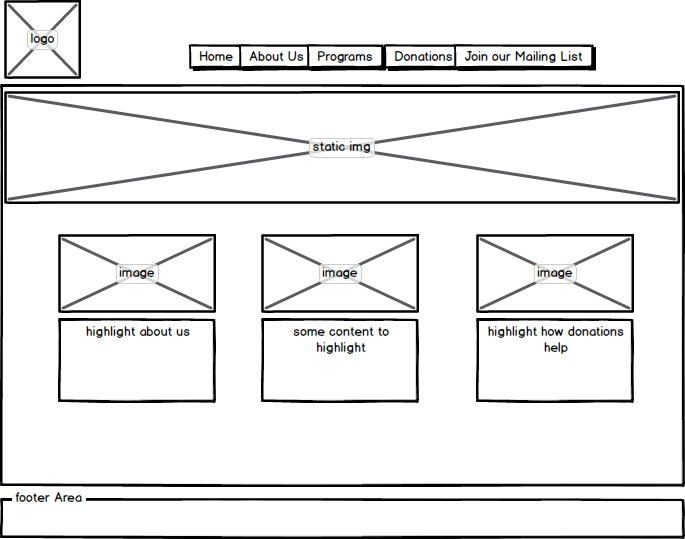 logo
Home
About Us
Programs
Donations
Join our Mailing List
static img
image
image
image
highlight about us
some content to
highlight
highlight how donations
help
footer Area